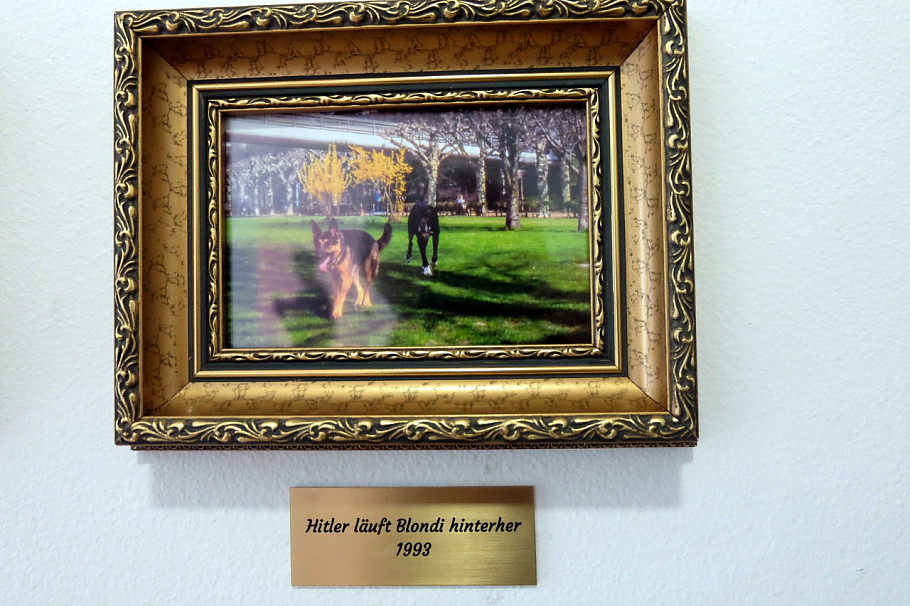 Hitler läuft Blondi hinterher
1993